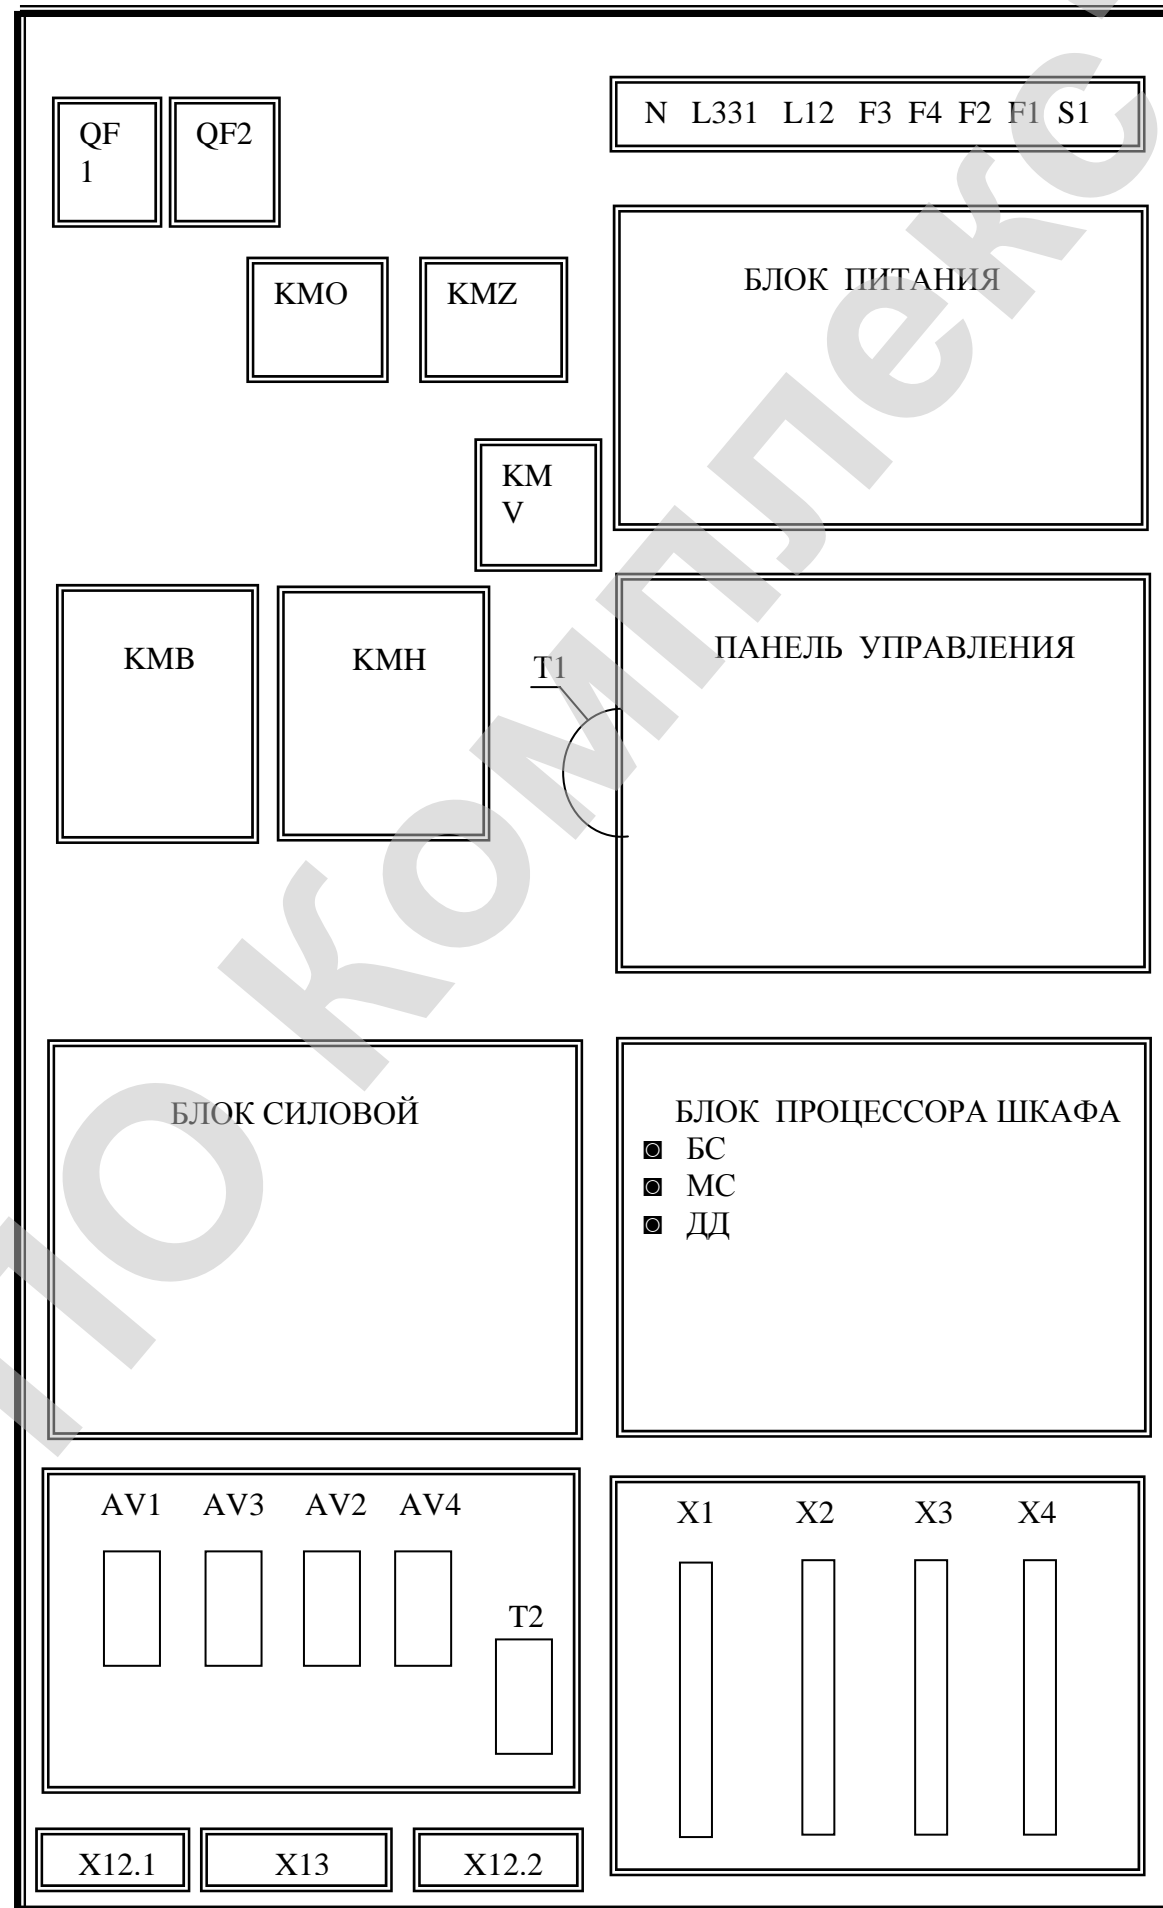 N L331 L12 F3 F4 F2 F1 S1
QF
1
QF2
KMO
KMZ
БЛОК ПИТАНИЯ
KM
V
KMB
KMH
T1
ПАНЕЛЬ УПРАВЛЕНИЯ
БЛОК СИЛОВОЙ
БЛОК ПРОЦЕССОРА ШКАФА
БС
МС
ДД
AV1 AV3 AV2 AV4
T2
X1 X2 X3 X4
X12.1
X13
X12.2
ПО Комплекс